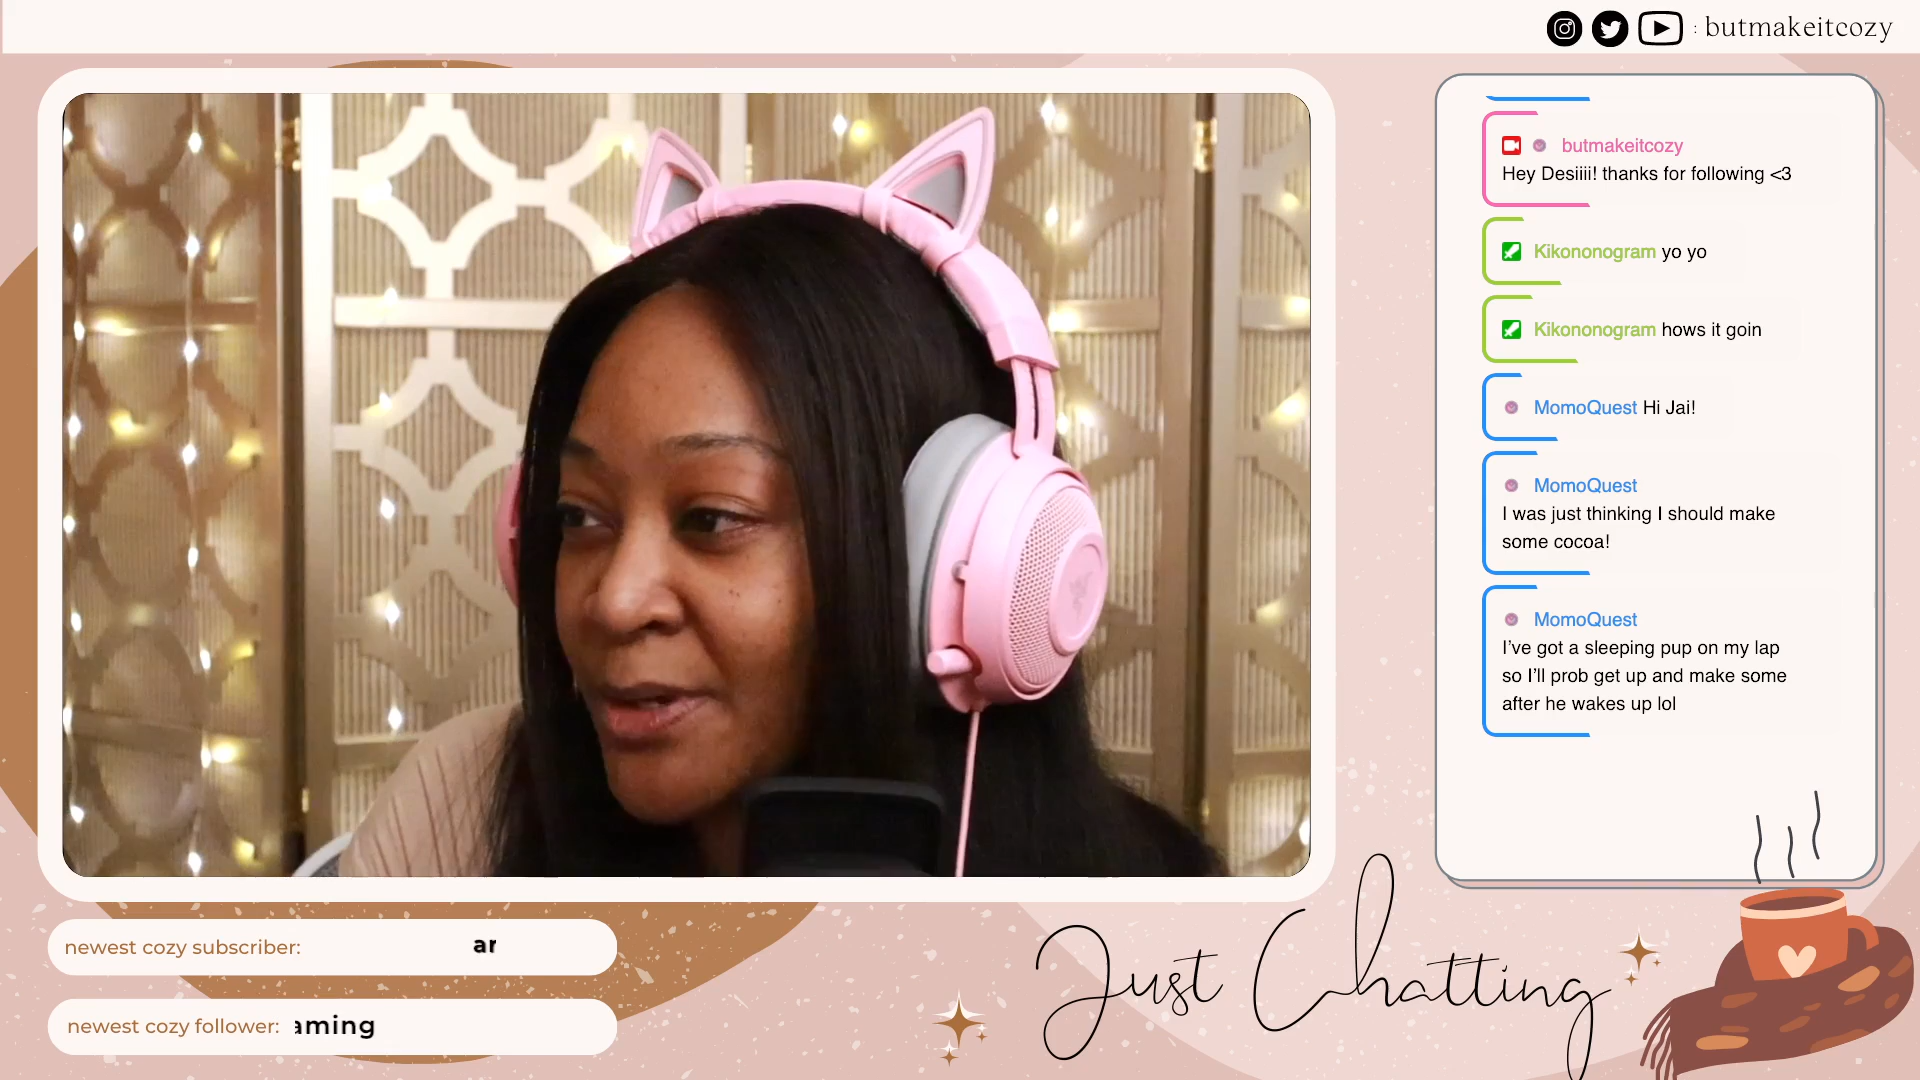 : butmakeitcozy
butmakeitcozy
Hey Desiiii! thanks for following <3
Kikononogram yo yo
Kikononogram hows it goin
MomoQuest Hi Jai!
MomoQuest
I was just thinking I should make
some cocoa!
MomoQuest
I've got a sleeping pup on my lap
so I'll prob get up and make some
after he wakes up lol
newest cozy subscriber: ar
newest cozy follower: aming
Just Chatting